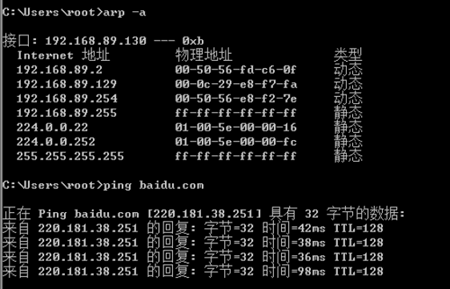 C:\Users\root>arp -a
接口: 192.168.89.130 --- 0xb
Internet 地址 物理地址 类型
192.168.89.2 00-50-56-fd-c6-0f 动态
192.168.89.129 00-0c-29-e8-f7-fa 动态
192.168.89.254 00-50-56-e8-f2-7e 动态
192.168.89.255 ff-ff-ff-ff-ff-ff 静态
224.0.0.22 01-00-5e-00-00-16 静态
224.0.0.252 01-00-5e-00-00-fc 静态
255.255.255.255 ff-ff-ff-ff-ff-ff 静态
C:\Users\root>ping baidu.com
正在 Ping baidu.com [220.181.38.251] 具有 32 字节的数据:
来自 220.181.38.251 的回复: 字节=32 时间=42ms TTL=128
来自 220.181.38.251 的回复: 字节=32 时间=38ms TTL=128
来自 220.181.38.251 的回复: 字节=32 时间=36ms TTL=128
来自 220.181.38.251 的回复: 字节=32 时间=98ms TTL=128